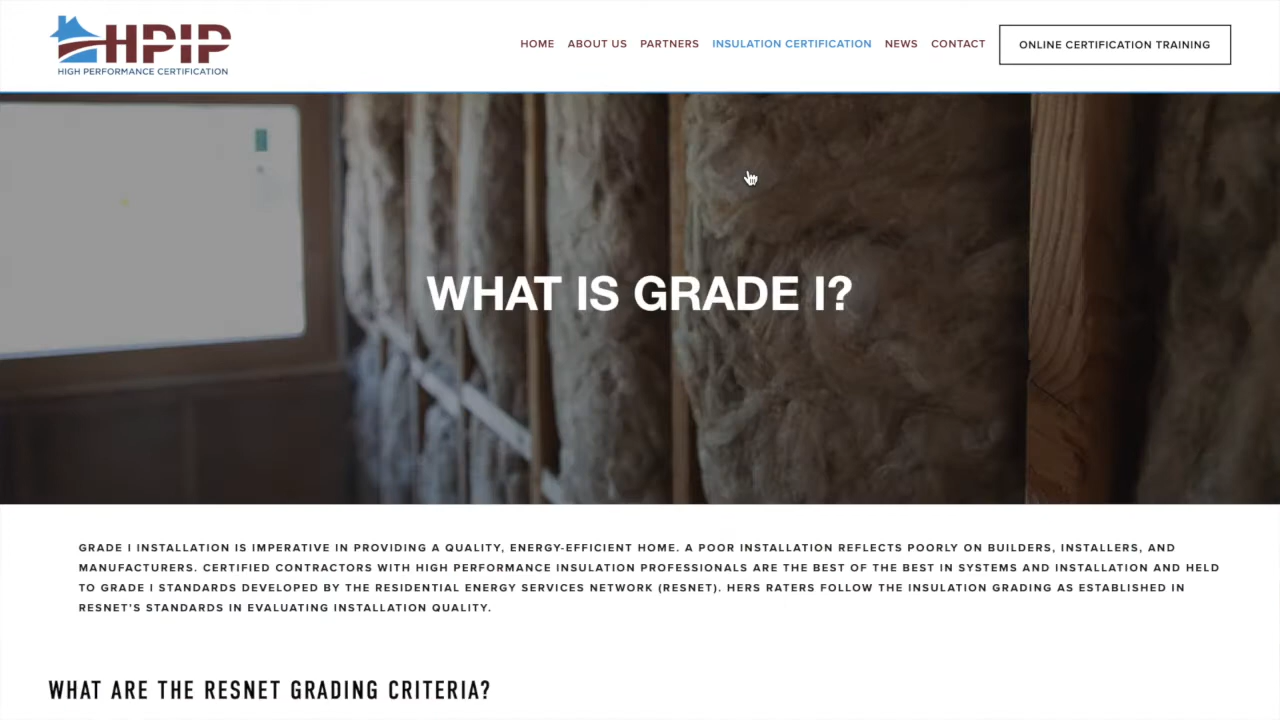 HPIP
HIGH PERFORMANCE CERTIFICATION
HOME ABOUT US PARTNERS INSULATION CERTIFICATION NEWS CONTACT ONLINE CERTIFICATION TRAINING
WHAT IS GRADE I?
GRADE I INSTALLATION IS IMPERATIVE IN PROVIDING A QUALITY, ENERGY-EFFICIENT HOME. A POOR INSTALLATION REFLECTS POORLY ON BUILDERS, INSTALLERS, AND
MANUFACTURERS. CERTIFIED CONTRACTORS WITH HIGH PERFORMANCE INSULATION PROFESSIONALS ARE THE BEST OF THE BEST IN SYSTEMS AND INSTALLATION AND HELD
TO GRADE I STANDARDS DEVELOPED BY THE RESIDENTIAL ENERGY SERVICES NETWORK (RESNET). HERS RATERS FOLLOW THE INSULATION GRADING AS ESTABLISHED IN
RESNET'S STANDARDS IN EVALUATING INSTALLATION QUALITY.
WHAT ARE THE RESNET GRADING CRITERIA?